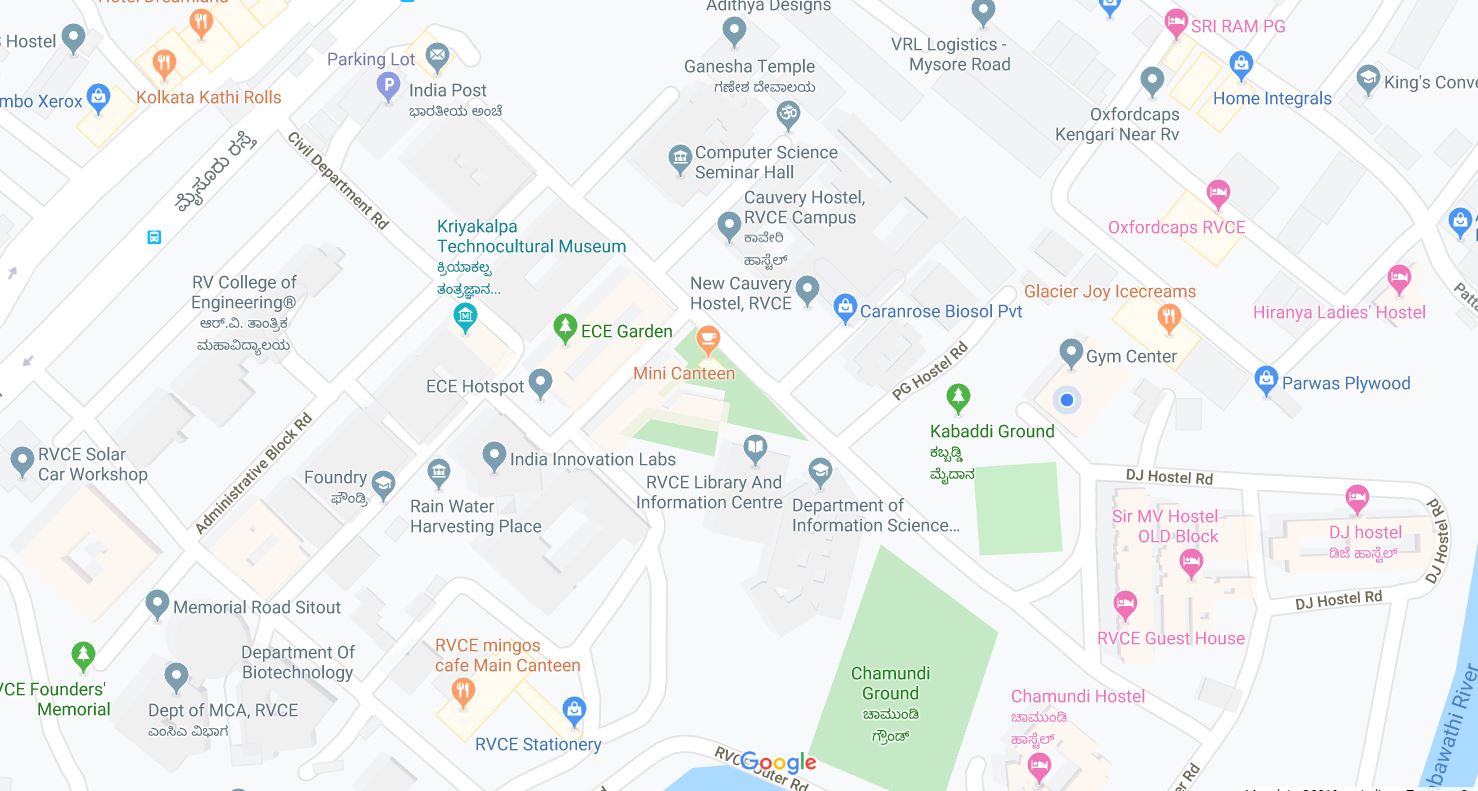 Hotel Dreamland
Adithya Designs
S Hostel
Parking Lot
VRL Logistics -
Mysore Road
SRI RAM PG
Ganesha Temple
ಗಣೇಶ ದೇವಾಲಯ
Kolkata Kathi Rolls
mbo Xerox
India Post
ಭಾರತೀಯ ಅಂಚೆ
Home Integrals
King's Conve
Oxfordcaps
Kengari Near Rv
Civil Department Rd
ಮೈಸೂರು ರಸ್ತೆ
Computer Science
Seminar Hall
Cauvery Hostel,
RVCE Campus
ಕಾವೇರಿ
ಹಾಸ್ಟೆಲ್
Oxfordcaps RVCE
Kriyakalpa
Technocultural Museum
ಕ್ರಿಯಾಕಲ್ಪ
ತಂತ್ರಜ್ಞಾನ...
RV College of
Engineering®
ಆರ್.ವಿ. ತಾಂತ್ರಿಕ
ಮಹಾವಿದ್ಯಾಲಯ
New Cauvery
Hostel, RVCE
Caranrose Biosol Pvt
Glacier Joy Icecreams
Hiranya Ladies' Hostel
Patta
ECE Garden
Mini Canteen
Gym Center
PG Hostel Rd
Parwas Plywood
ECE Hotspot
Kabaddi Ground
ಕಬ್ಬಡ್ಡಿ
ಮೈದಾನ
RVCE Solar
Car Workshop
Administrative Block Rd
Foundry
ಫೌಂಡ್ರಿ
India Innovation Labs
Rain Water
Harvesting Place
RVCE Library And
Information Centre
Department of
Information Science...
DJ Hostel Rd
Sir MV Hostel
OLD Block
DJ hostel
ಡಿಜೆ ಹಾಸ್ಟೆಲ್
DJ Hostel Rd
DJ Hostel Rd
Memorial Road Sitout
RVCE Guest House
Department Of
Biotechnology
RVCE mingos
cafe Main Canteen
VCE Founders'
Memorial
Dept of MCA, RVCE
ಎಂಸಿಎ ವಿಭಾಗ
RVCE Stationery
Chamundi
Ground
ಚಾಮುಂಡಿ
ಗ್ರೌಂಡ್
Chamundi Hostel
ಚಾಮುಂಡಿ
ಹಾಸ್ಟೆಲ್
bawathi River
RVCE Outer Rd
Google
er Rd